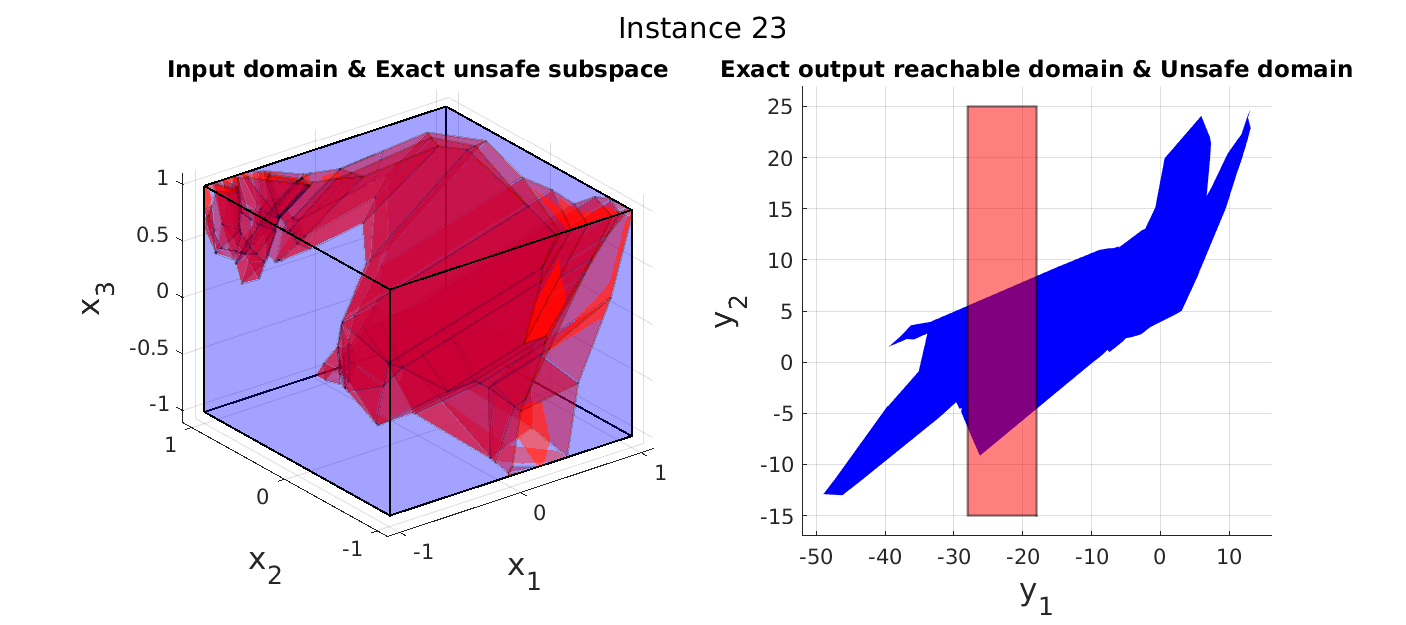 Instance 23
Input domain & Exact unsafe subspace
Exact output reachable domain & Unsafe domain
1
0.5
0
-0.5
-1
x3
1
0
-1
x2
-1
0
1
x1
25
20
15
10
5
0
-5
-10
-15
y2
-50 -40 -30 -20 -10 0 10
y1